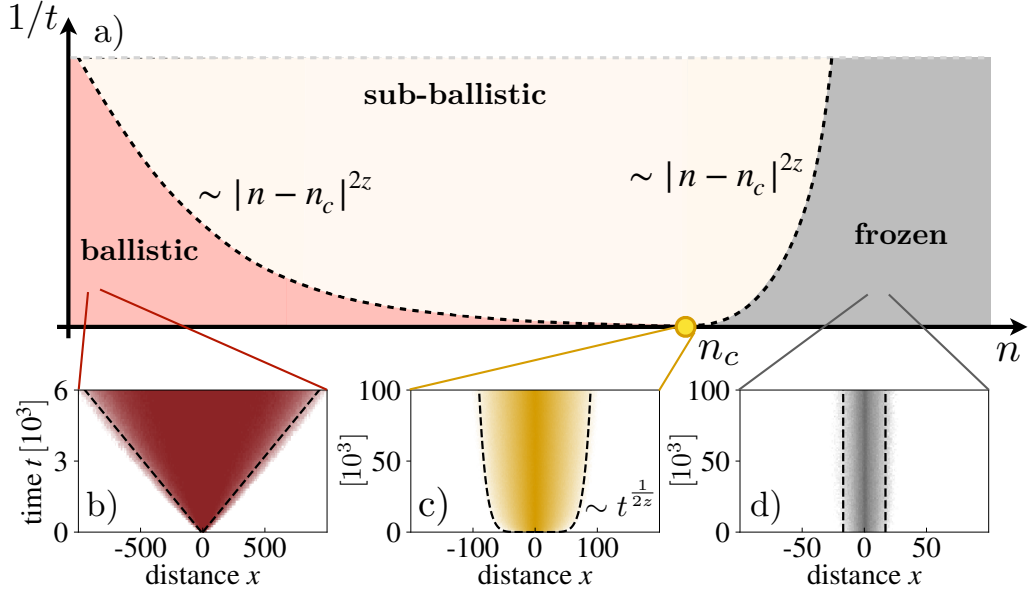 1/t
a)
sub-ballistic
∼ |n − n_c|^{2z}
∼ |n − n_c|^{2z}
ballistic
frozen
n_c
n
time t [10^3]
6
3
0
b)
-500 0 500
distance x
[10^3]
100
50
0
c)
∼ t^{\frac{1}{2z}}
-100 0 100
distance x
[10^3]
100
50
0
d)
-50 0 50
distance x